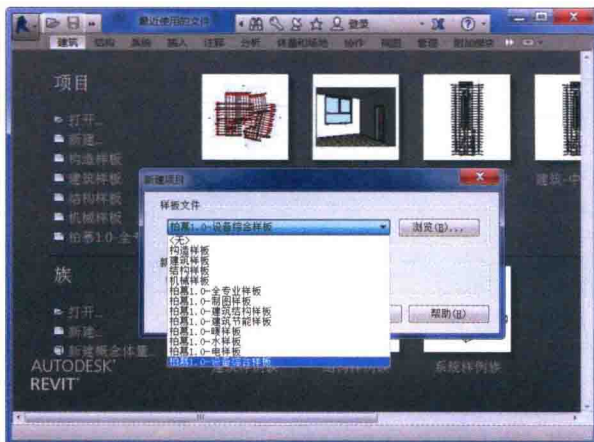 最近使用的文件
登录
建筑 结构 系统 插入 注释 分析 体量和场地 协作 视图 管理 附加模块
项目
打开...
新建...
构造样板
建筑样板
结构样板
机械样板
柏慕1.0-全专
族
打开...
新建...
新建概念体量...
AUTODESK®
REVIT®
建筑-中
新建项目
样板文件
柏慕1.0-设备综合样板
浏览(B)...
<无>
构造样板
建筑样板
结构样板
机械样板
柏慕1.0-全专业样板
柏慕1.0-制图样板
柏慕1.0-建筑结构样板
柏慕1.0-建筑节能样板
柏慕1.0-暖样板
柏慕1.0-水样板
柏慕1.0-电样板
柏慕1.0-设备综合样板
帮助(H)
系统样例族